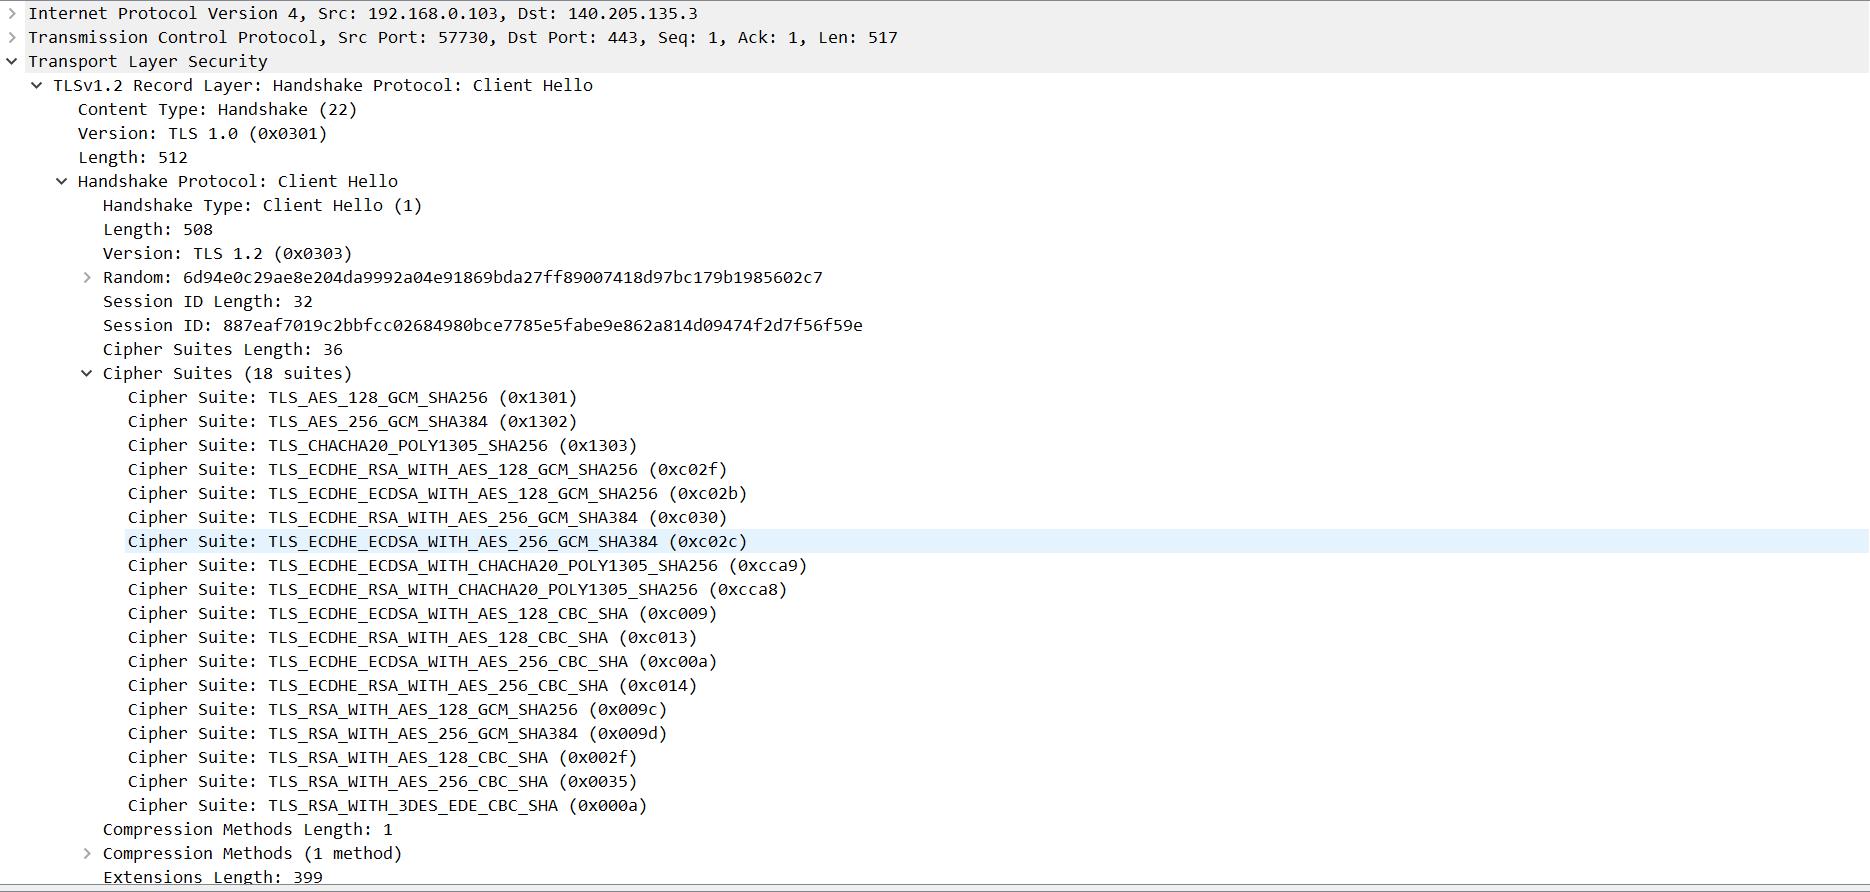 Internet Protocol Version 4, Src: 192.168.0.103, Dst: 140.205.135.3
Transmission Control Protocol, Src Port: 57730, Dst Port: 443, Seq: 1, Ack: 1, Len: 517
Transport Layer Security
TLSv1.2 Record Layer: Handshake Protocol: Client Hello
Content Type: Handshake (22)
Version: TLS 1.0 (0x0301)
Length: 512
Handshake Protocol: Client Hello
Handshake Type: Client Hello (1)
Length: 508
Version: TLS 1.2 (0x0303)
Random: 6d94e0c29ae8e204da9992a04e91869bda27ff89007418d97bc179b1985602c7
Session ID Length: 32
Session ID: 887eaf7019c2bbfcc02684980bce7785e5fabe9e862a814d09474f2d7f56f59e
Cipher Suites Length: 36
Cipher Suites (18 suites)
Cipher Suite: TLS_AES_128_GCM_SHA256 (0x1301)
Cipher Suite: TLS_AES_256_GCM_SHA384 (0x1302)
Cipher Suite: TLS_CHACHA20_POLY1305_SHA256 (0x1303)
Cipher Suite: TLS_ECDHE_RSA_WITH_AES_128_GCM_SHA256 (0xc02f)
Cipher Suite: TLS_ECDHE_ECDSA_WITH_AES_128_GCM_SHA256 (0xc02b)
Cipher Suite: TLS_ECDHE_RSA_WITH_AES_256_GCM_SHA384 (0xc030)
Cipher Suite: TLS_ECDHE_ECDSA_WITH_AES_256_GCM_SHA384 (0xc02c)
Cipher Suite: TLS_ECDHE_ECDSA_WITH_CHACHA20_POLY1305_SHA256 (0xcca9)
Cipher Suite: TLS_ECDHE_RSA_WITH_CHACHA20_POLY1305_SHA256 (0xcca8)
Cipher Suite: TLS_ECDHE_ECDSA_WITH_AES_128_CBC_SHA (0xc009)
Cipher Suite: TLS_ECDHE_RSA_WITH_AES_128_CBC_SHA (0xc013)
Cipher Suite: TLS_ECDHE_ECDSA_WITH_AES_256_CBC_SHA (0xc00a)
Cipher Suite: TLS_ECDHE_RSA_WITH_AES_256_CBC_SHA (0xc014)
Cipher Suite: TLS_RSA_WITH_AES_128_GCM_SHA256 (0x009c)
Cipher Suite: TLS_RSA_WITH_AES_256_GCM_SHA384 (0x009d)
Cipher Suite: TLS_RSA_WITH_AES_128_CBC_SHA (0x002f)
Cipher Suite: TLS_RSA_WITH_AES_256_CBC_SHA (0x0035)
Cipher Suite: TLS_RSA_WITH_3DES_EDE_CBC_SHA (0x000a)
Compression Methods Length: 1
Compression Methods (1 method)
Extensions Length: 399